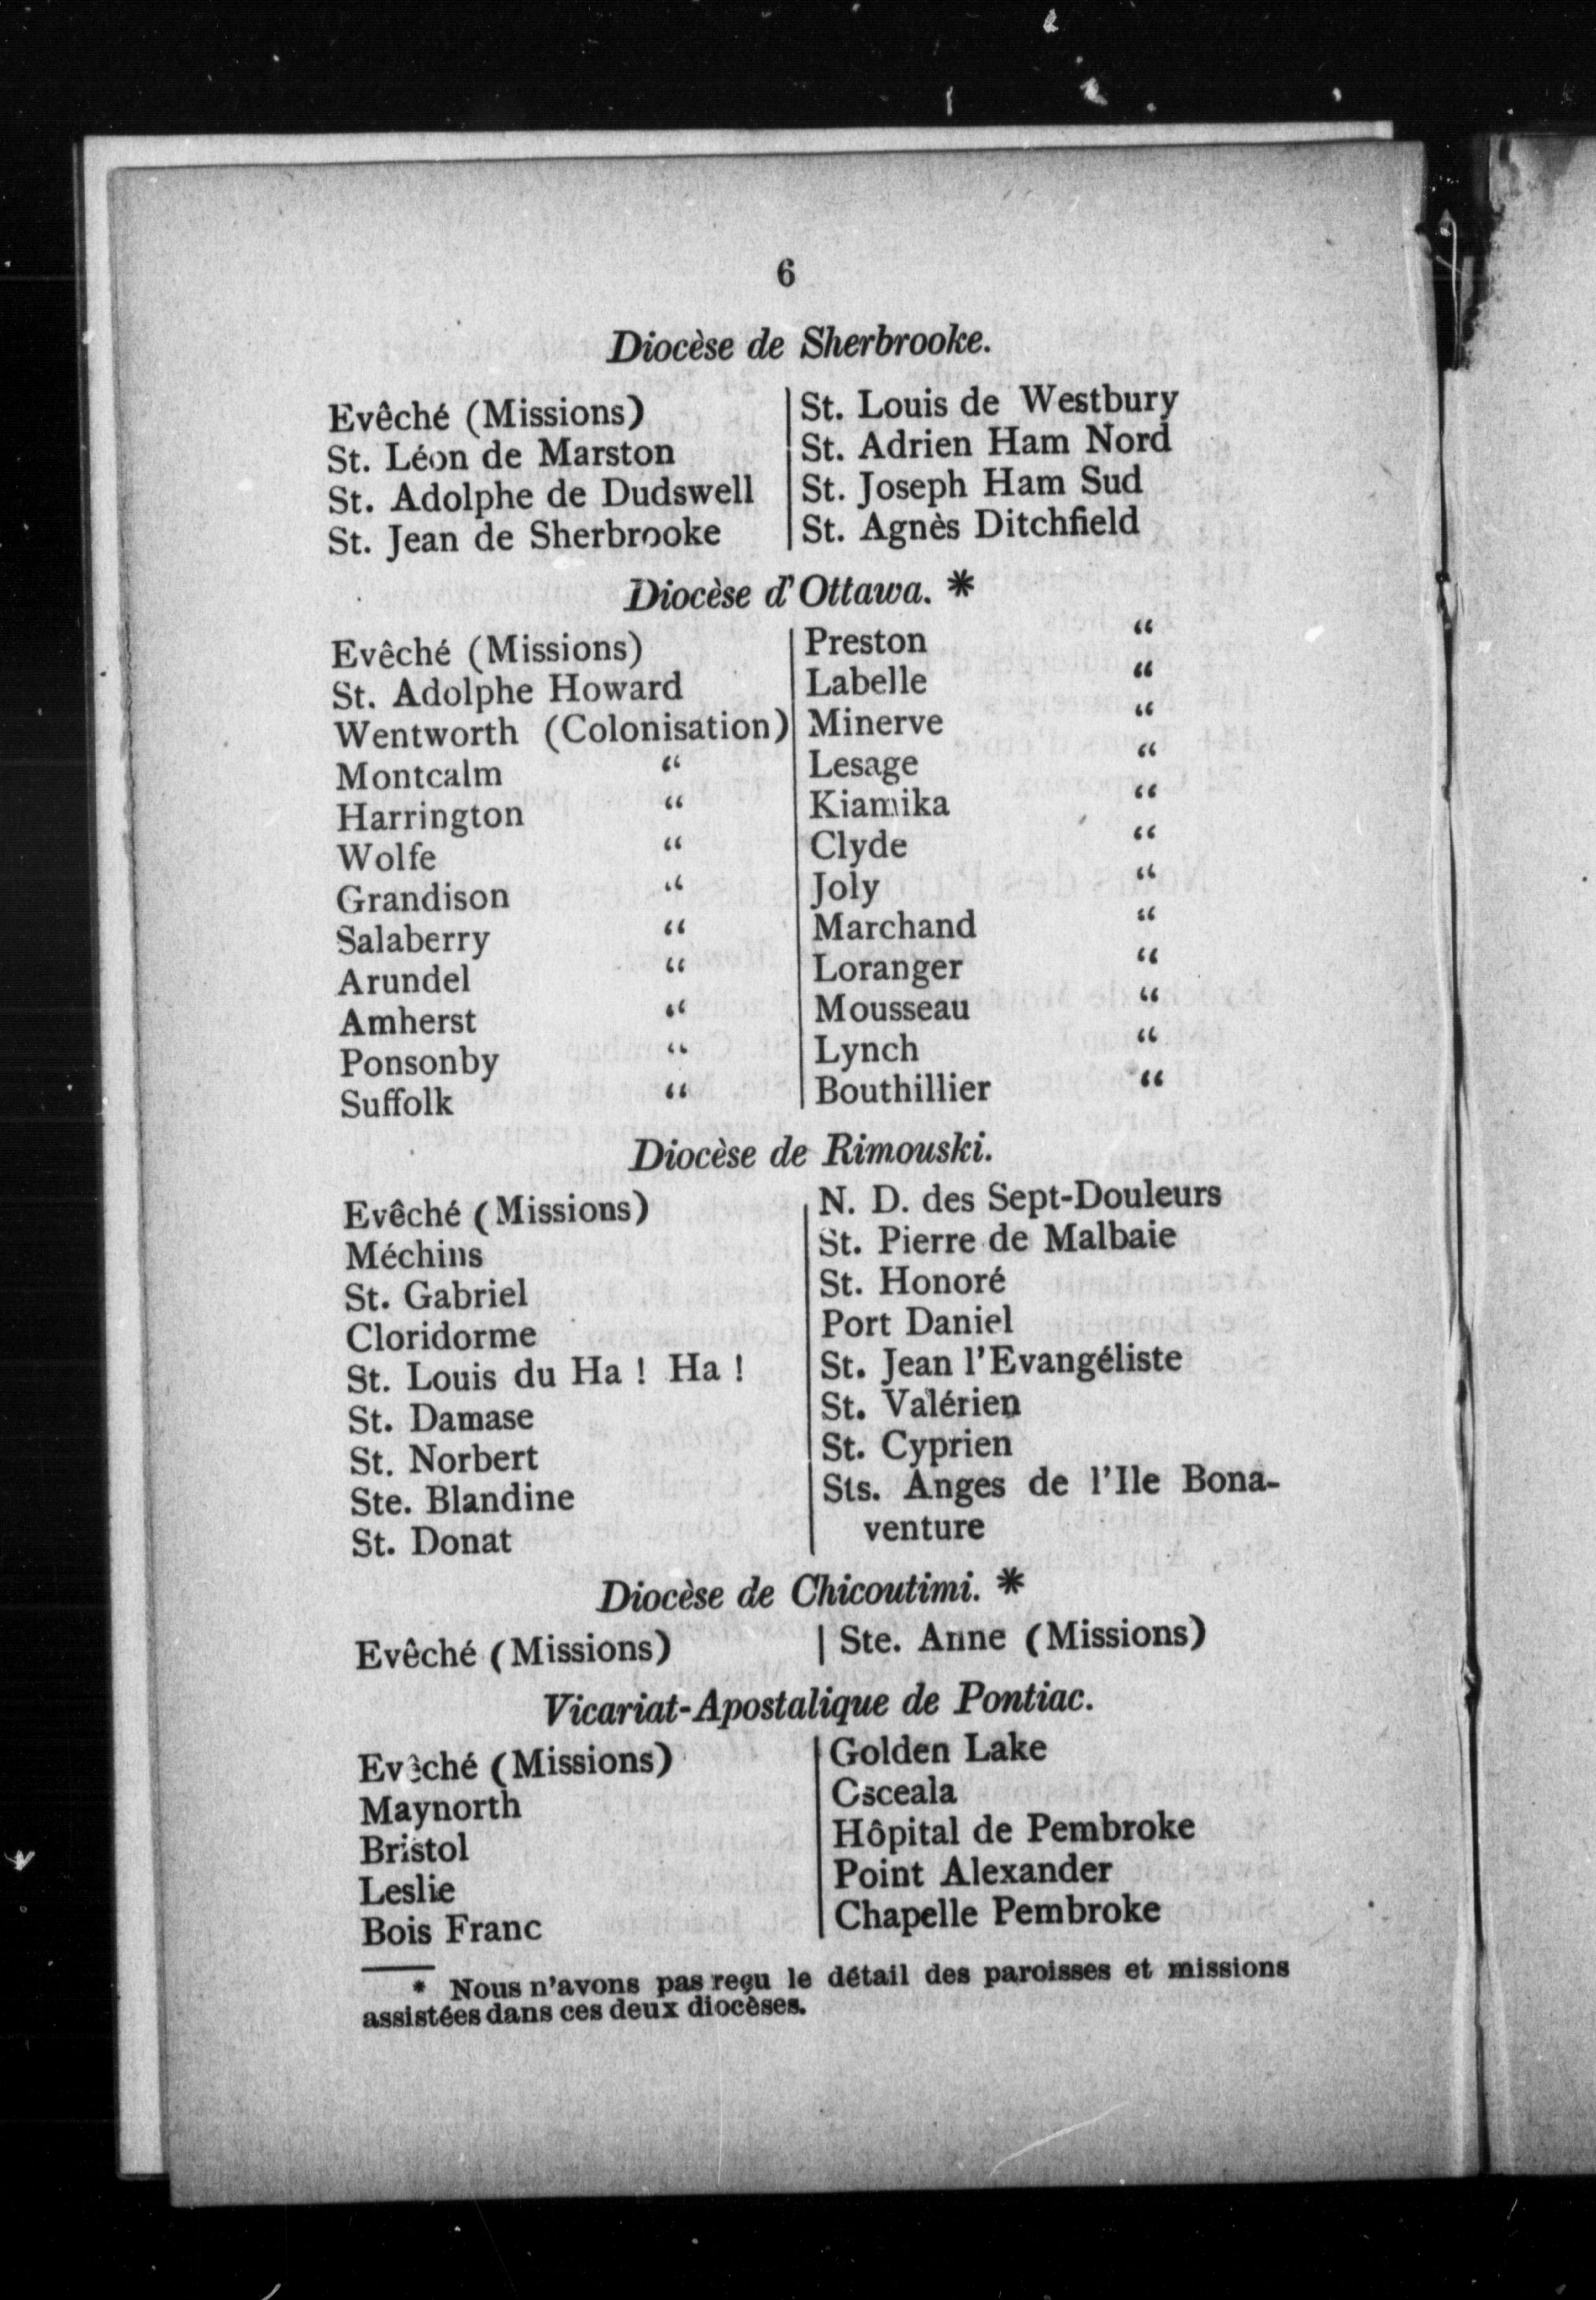 6
Diocèse de Sherbrooke.
Evêché (Missions)
St. Léon de Marston
St. Adolphe de Dudswell
St. Jean de Sherbrooke
St. Louis de Westbury
St. Adrien Ham Nord
St. Joseph Ham Sud
St. Agnès Ditchfield
Diocèse d'Ottawa. *
Evêché (Missions)
St. Adolphe Howard
Wentworth (Colonisation)
Montcalm “
Harrington “
Wolfe “
Grandison “
Salaberry “
Arundel “
Amherst “
Ponsonby “
Suffolk “
Preston “
Labelle “
Minerve “
Lesage “
Kiamika “
Clyde “
Joly “
Marchand “
Loranger “
Mousseau “
Lynch “
Bouthillier “
Diocèse de Rimouski.
Evêché (Missions)
Méchins
St. Gabriel
Cloridorme
St. Louis du Ha ! Ha !
St. Damase
St. Norbert
Ste. Blandine
St. Donat
N. D. des Sept-Douleurs
St. Pierre de Malbaie
St. Honoré
Port Daniel
St. Jean l'Evangéliste
St. Valérien
St. Cyprien
Sts. Anges de l'Ile Bona-
venture
Diocèse de Chicoutimi. *
Evêché (Missions)
Ste. Anne (Missions)
Vicariat-Apostalique de Pontiac.
Evêché (Missions)
Maynorth
Bristol
Leslie
Bois Franc
Golden Lake
Osceala
Hôpital de Pembroke
Point Alexander
Chapelle Pembroke
* Nous n'avons pas reçu le détail des paroisses et missions
assistées dans ces deux diocèses.